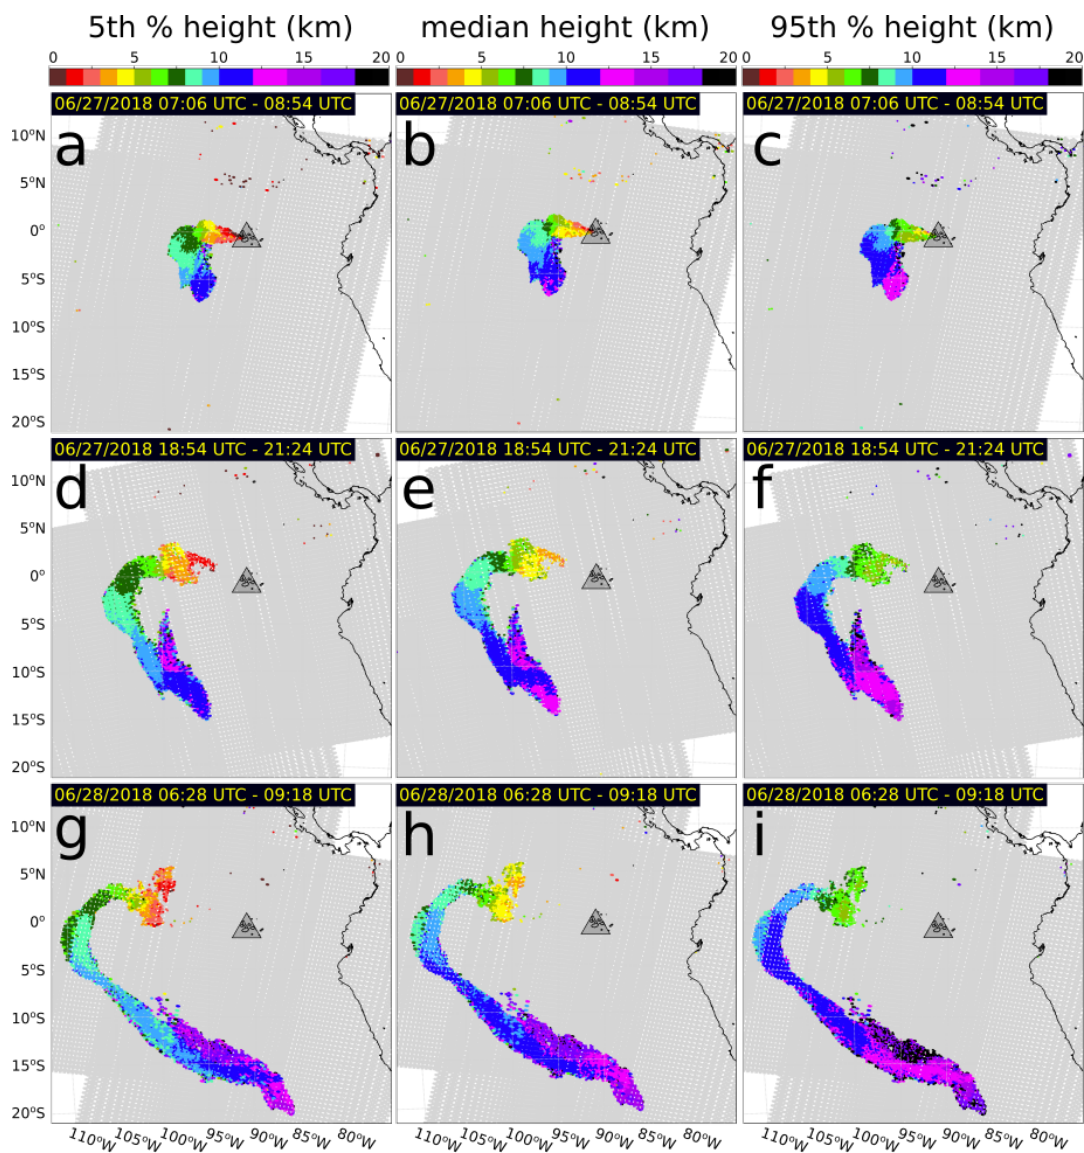 5th % height (km) median height (km) 95th % height (km)
5 10 15 20 5 10 15 20 5 10 15 20
06/27/2018 07:06 UTC - 08:54 UTC 06/27/2018 07:06 UTC - 08:54 UTC 06/27/2018 07:06 UTC - 08:54 UTC
a b c
10°N
5°N
0°
5°S
10°S
15°S
20°S
06/27/2018 18:54 UTC - 21:24 UTC 06/27/2018 18:54 UTC - 21:24 UTC 06/27/2018 18:54 UTC - 21:24 UTC
d e f
10°N
5°N
0°
5°S
10°S
15°S
20°S
06/28/2018 06:28 UTC - 09:18 UTC 06/28/2018 06:28 UTC - 09:18 UTC 06/28/2018 06:28 UTC - 09:18 UTC
g h i
10°N
5°N
0°
5°S
10°S
15°S
20°S
110°W 105°W 100°W 95°W 90°W 85°W 80°W 110°W 105°W 100°W 95°W 90°W 85°W 80°W 110°W 105°W 100°W 95°W 90°W 85°W 80°W